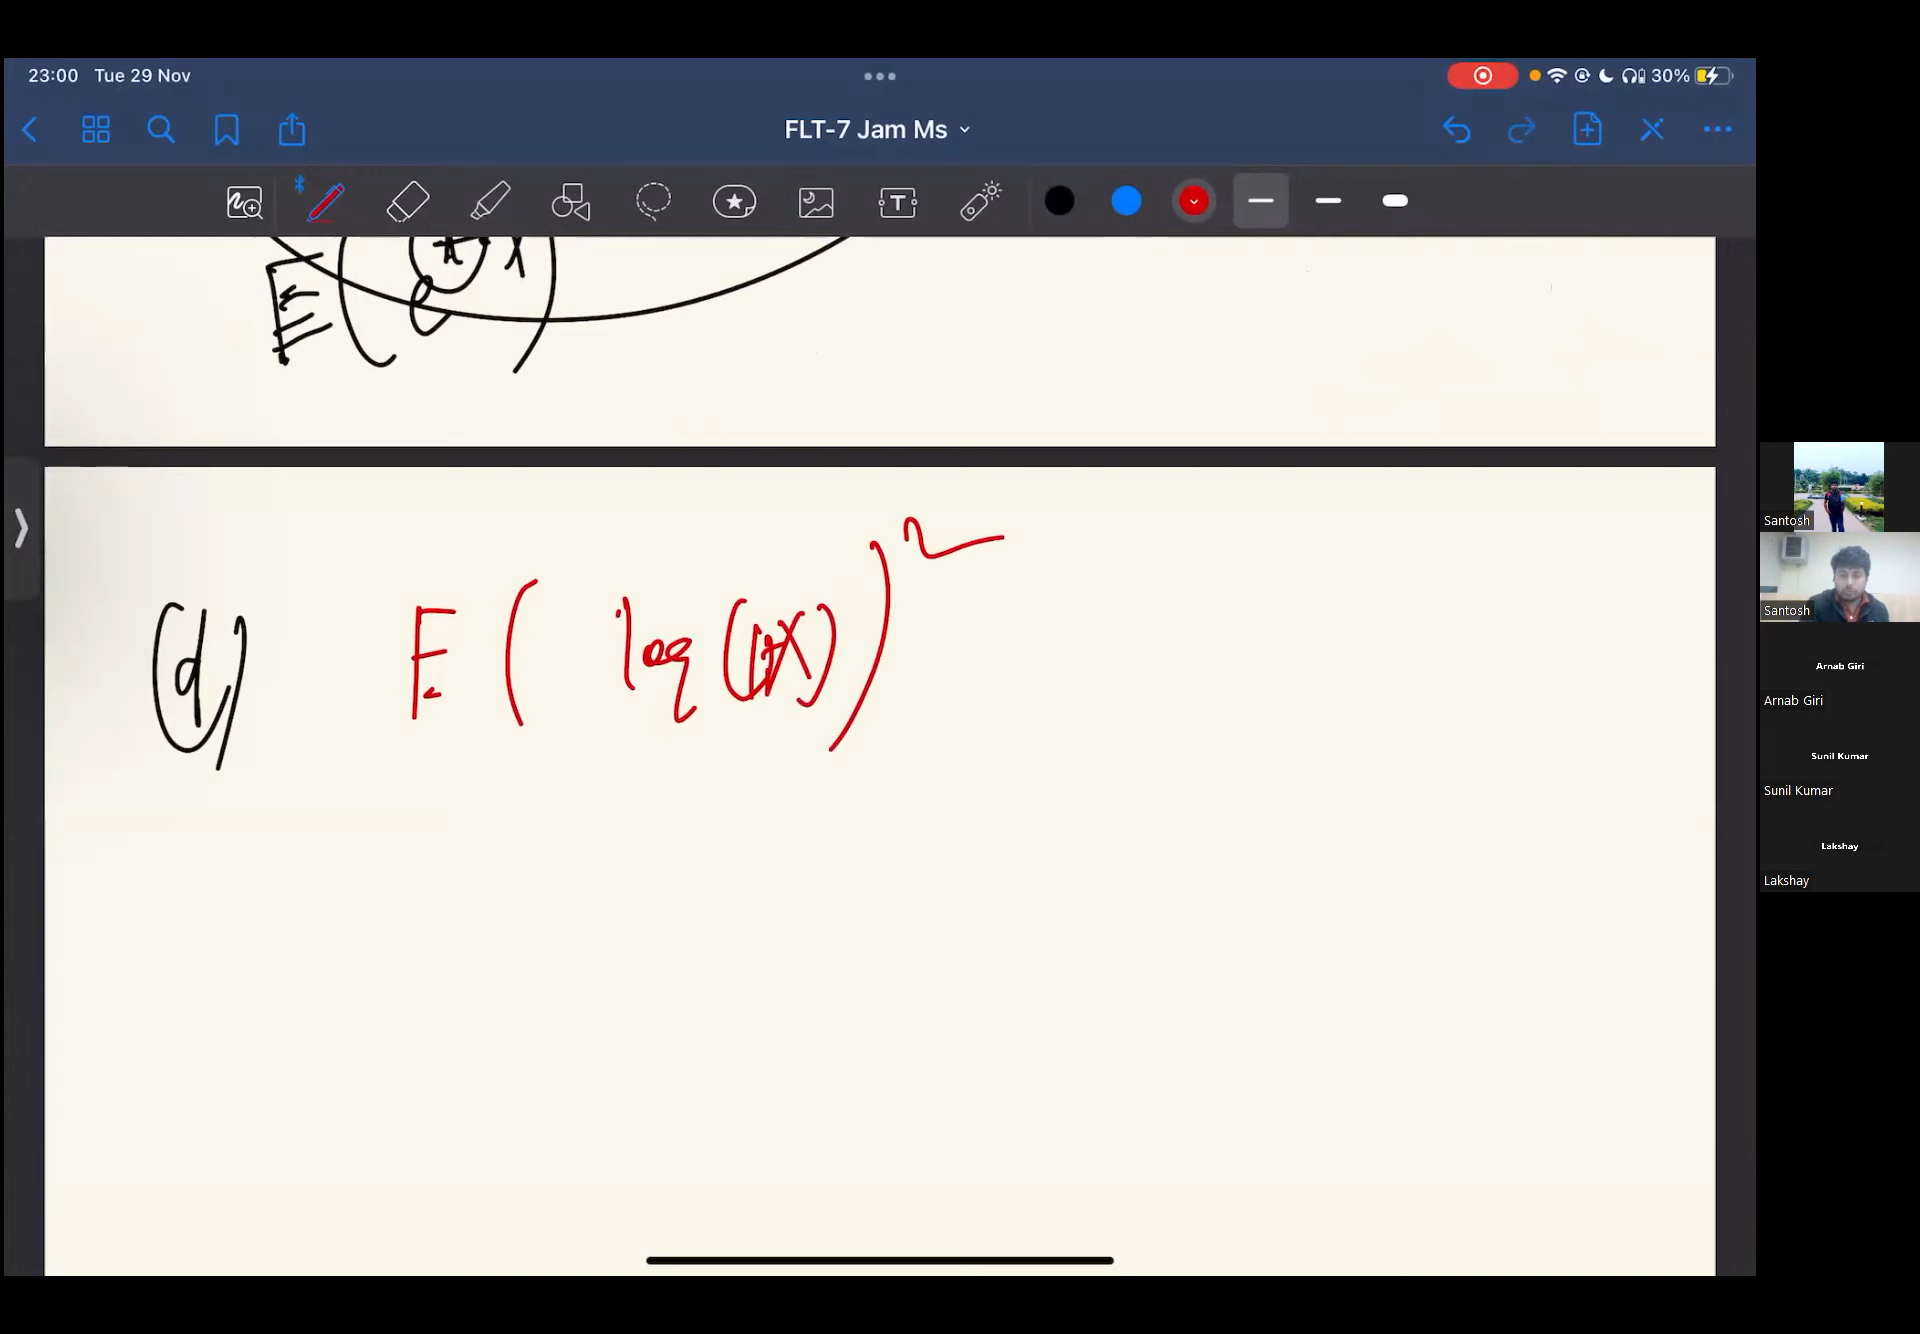 23:00 Tue 29 Nov
30%
FLT-7 Jam Ms
E ( X )
(d) E ( log (1+X) )²
Santosh
Santosh
Arnab Giri
Arnab Giri
Sunil Kumar
Sunil Kumar
Lakshay
Lakshay